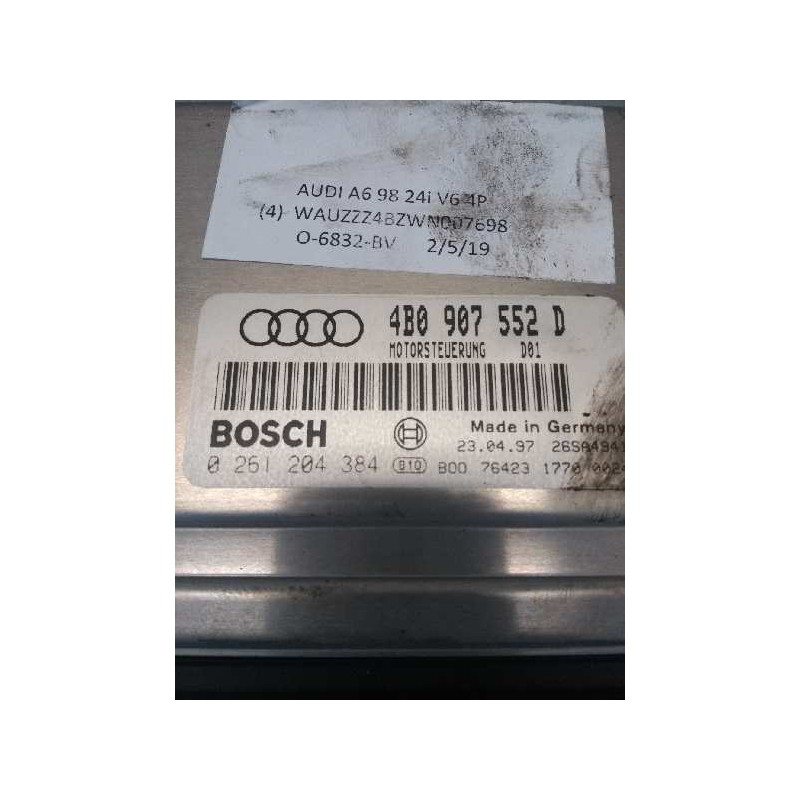 AUDI A6 98 24i V6 4P
(4) WAUZZZ4BZWN007698
O-6832-BV 2/5/19
4B0 907 552 D
MOTORSTEUERUNG D01
BOSCH
Made in Germany
23.04.97
0 261 204 384
B00 76423 1770